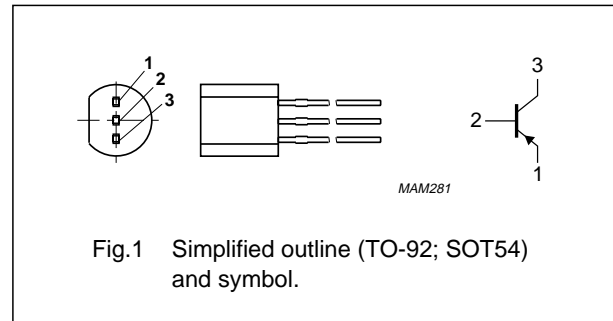 1
2
3
3
2
1
MAM281
Fig.1 Simplified outline (TO-92; SOT54)
and symbol.